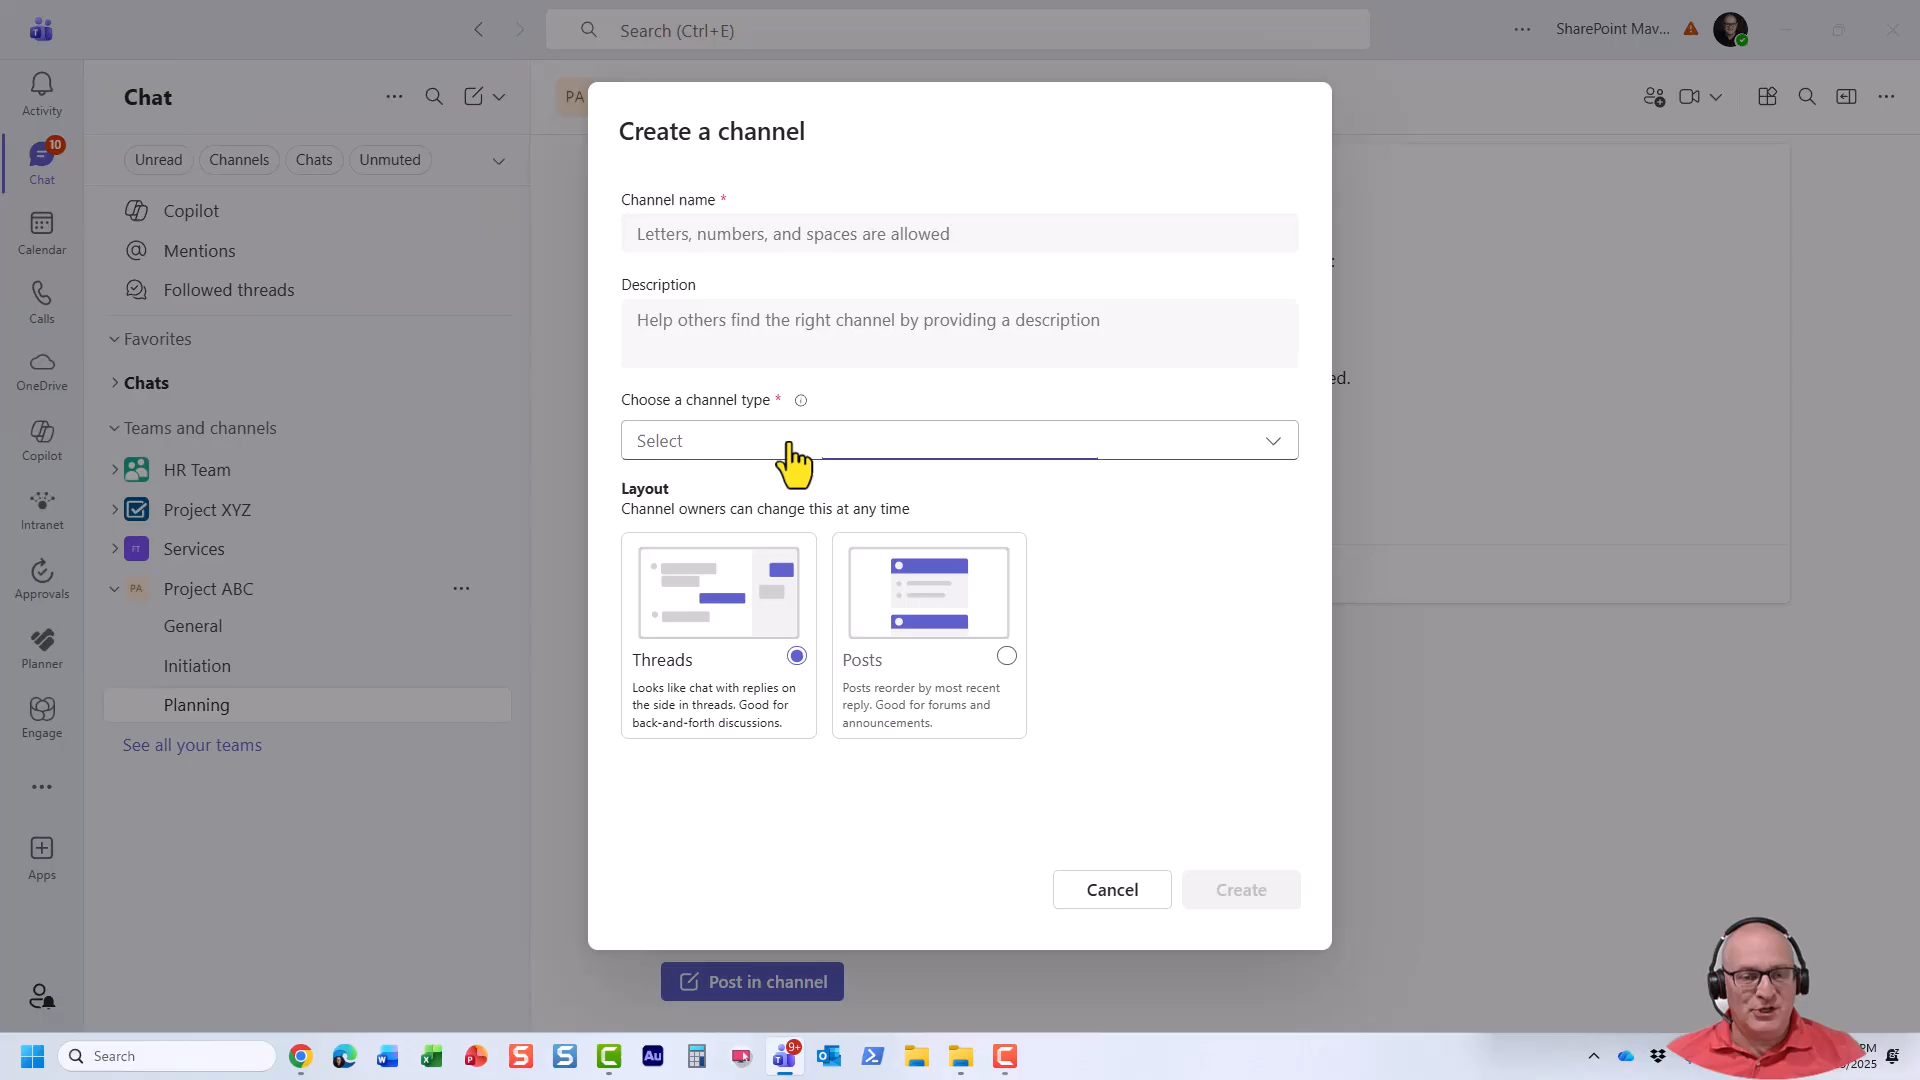 Search (Ctrl+E)
SharePoint Mav...
Activity
10
Chat
Calendar
Calls
OneDrive
Copilot
Intranet
Approvals
Planner
Engage
Apps
Chat
Unread
Channels
Chats
Unmuted
Copilot
Mentions
Followed threads
Favorites
Chats
Teams and channels
HR Team
Project XYZ
FT
Services
PA
Project ABC
General
Initiation
Planning
See all your teams
PA
Create a channel
Channel name *
Letters, numbers, and spaces are allowed
Description
Help others find the right channel by providing a description
Choose a channel type *
Select
Layout
Channel owners can change this at any time
Threads
Looks like chat with replies on
the side in threads. Good for
back-and-forth discussions.
Posts
Posts reorder by most recent
reply. Good for forums and
announcements.
Cancel
Create
:
ed.
Post in channel
Search
Au
9+
PM
/2025